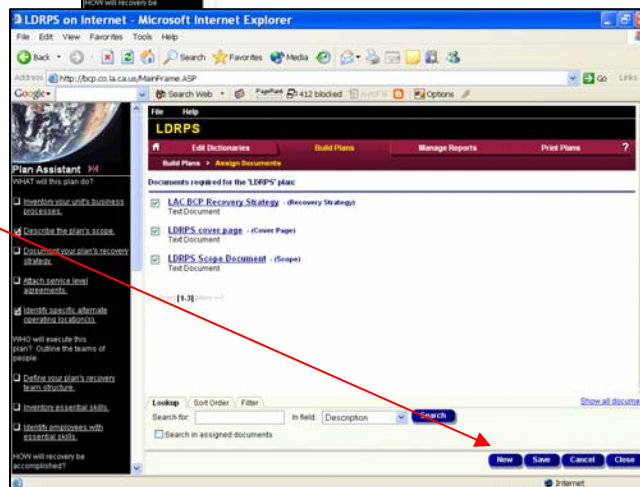 HOW will recovery be
LDRPS on Internet - Microsoft Internet Explorer
File Edit View Favorites Tools Help
Back Search Favorites Media
Address http://bcp.co.la.ca.us/MainFrame.ASP Go Links
Google Search Web PageRank 412 blocked AutoFill Options
File Help
LDRPS
Edit Dictionaries Build Plans Manage Reports Print Plans ?
Build Plans > Assign Documents
Plan Assistant
WHAT will this plan do?
Inventory your unit's business
processes.
Describe the plan's scope.
Document your plan's recovery
strategy.
Attach service level
agreements.
Identify specific alternate
operating location(s).
WHO will execute this
plan? Outline the teams of
people.
Define your plan's recovery
team structure.
Inventory essential skills.
Identify employees with
essential skills.
HOW will recovery be
accomplished?
Documents required for the 'LDRPS' plan:
LAC BCP Recovery Strategy - (Recovery Strategy)
Text Document
LDRPS cover page - (Cover Page)
Text Document
LDRPS Scope Document - (Scope)
Text Document
[1-3]
Lookup Sort Order Filter Show all docume
Search for: In field: Description Search
Search in assigned documents
New Save Cancel Close
Internet